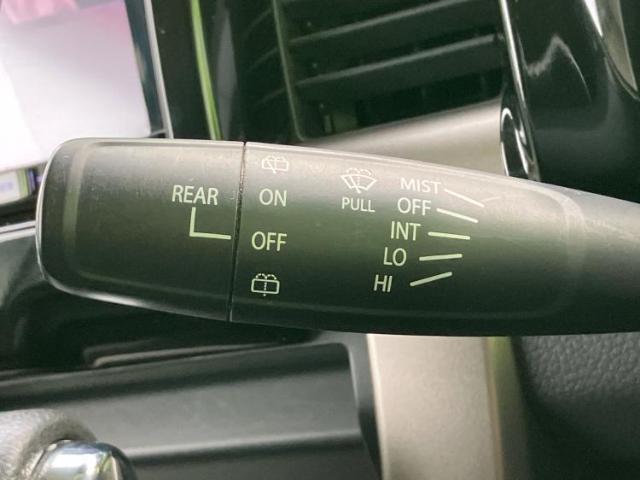 REAR
ON
OFF
PULL
MIST
OFF
INT
LO
HI